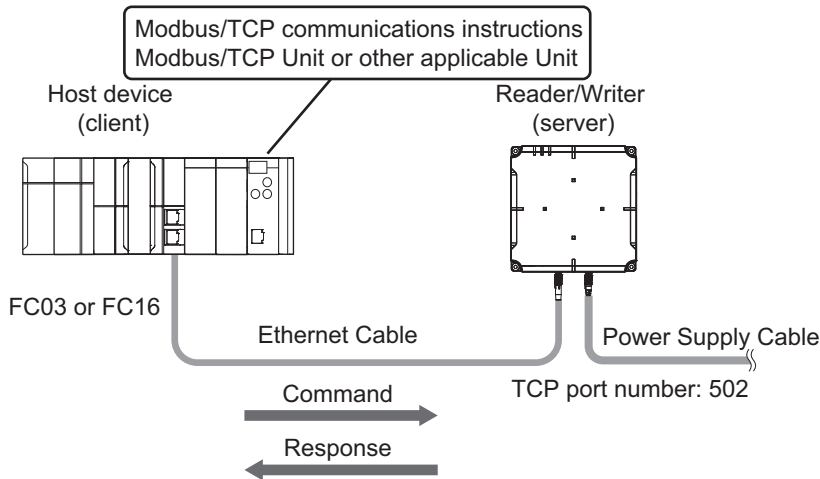 Modbus/TCP communications instructions
Modbus/TCP Unit or other applicable Unit
Host device
(client)
Reader/Writer
(server)
FC03 or FC16
Ethernet Cable
Power Supply Cable
TCP port number: 502
Command
Response